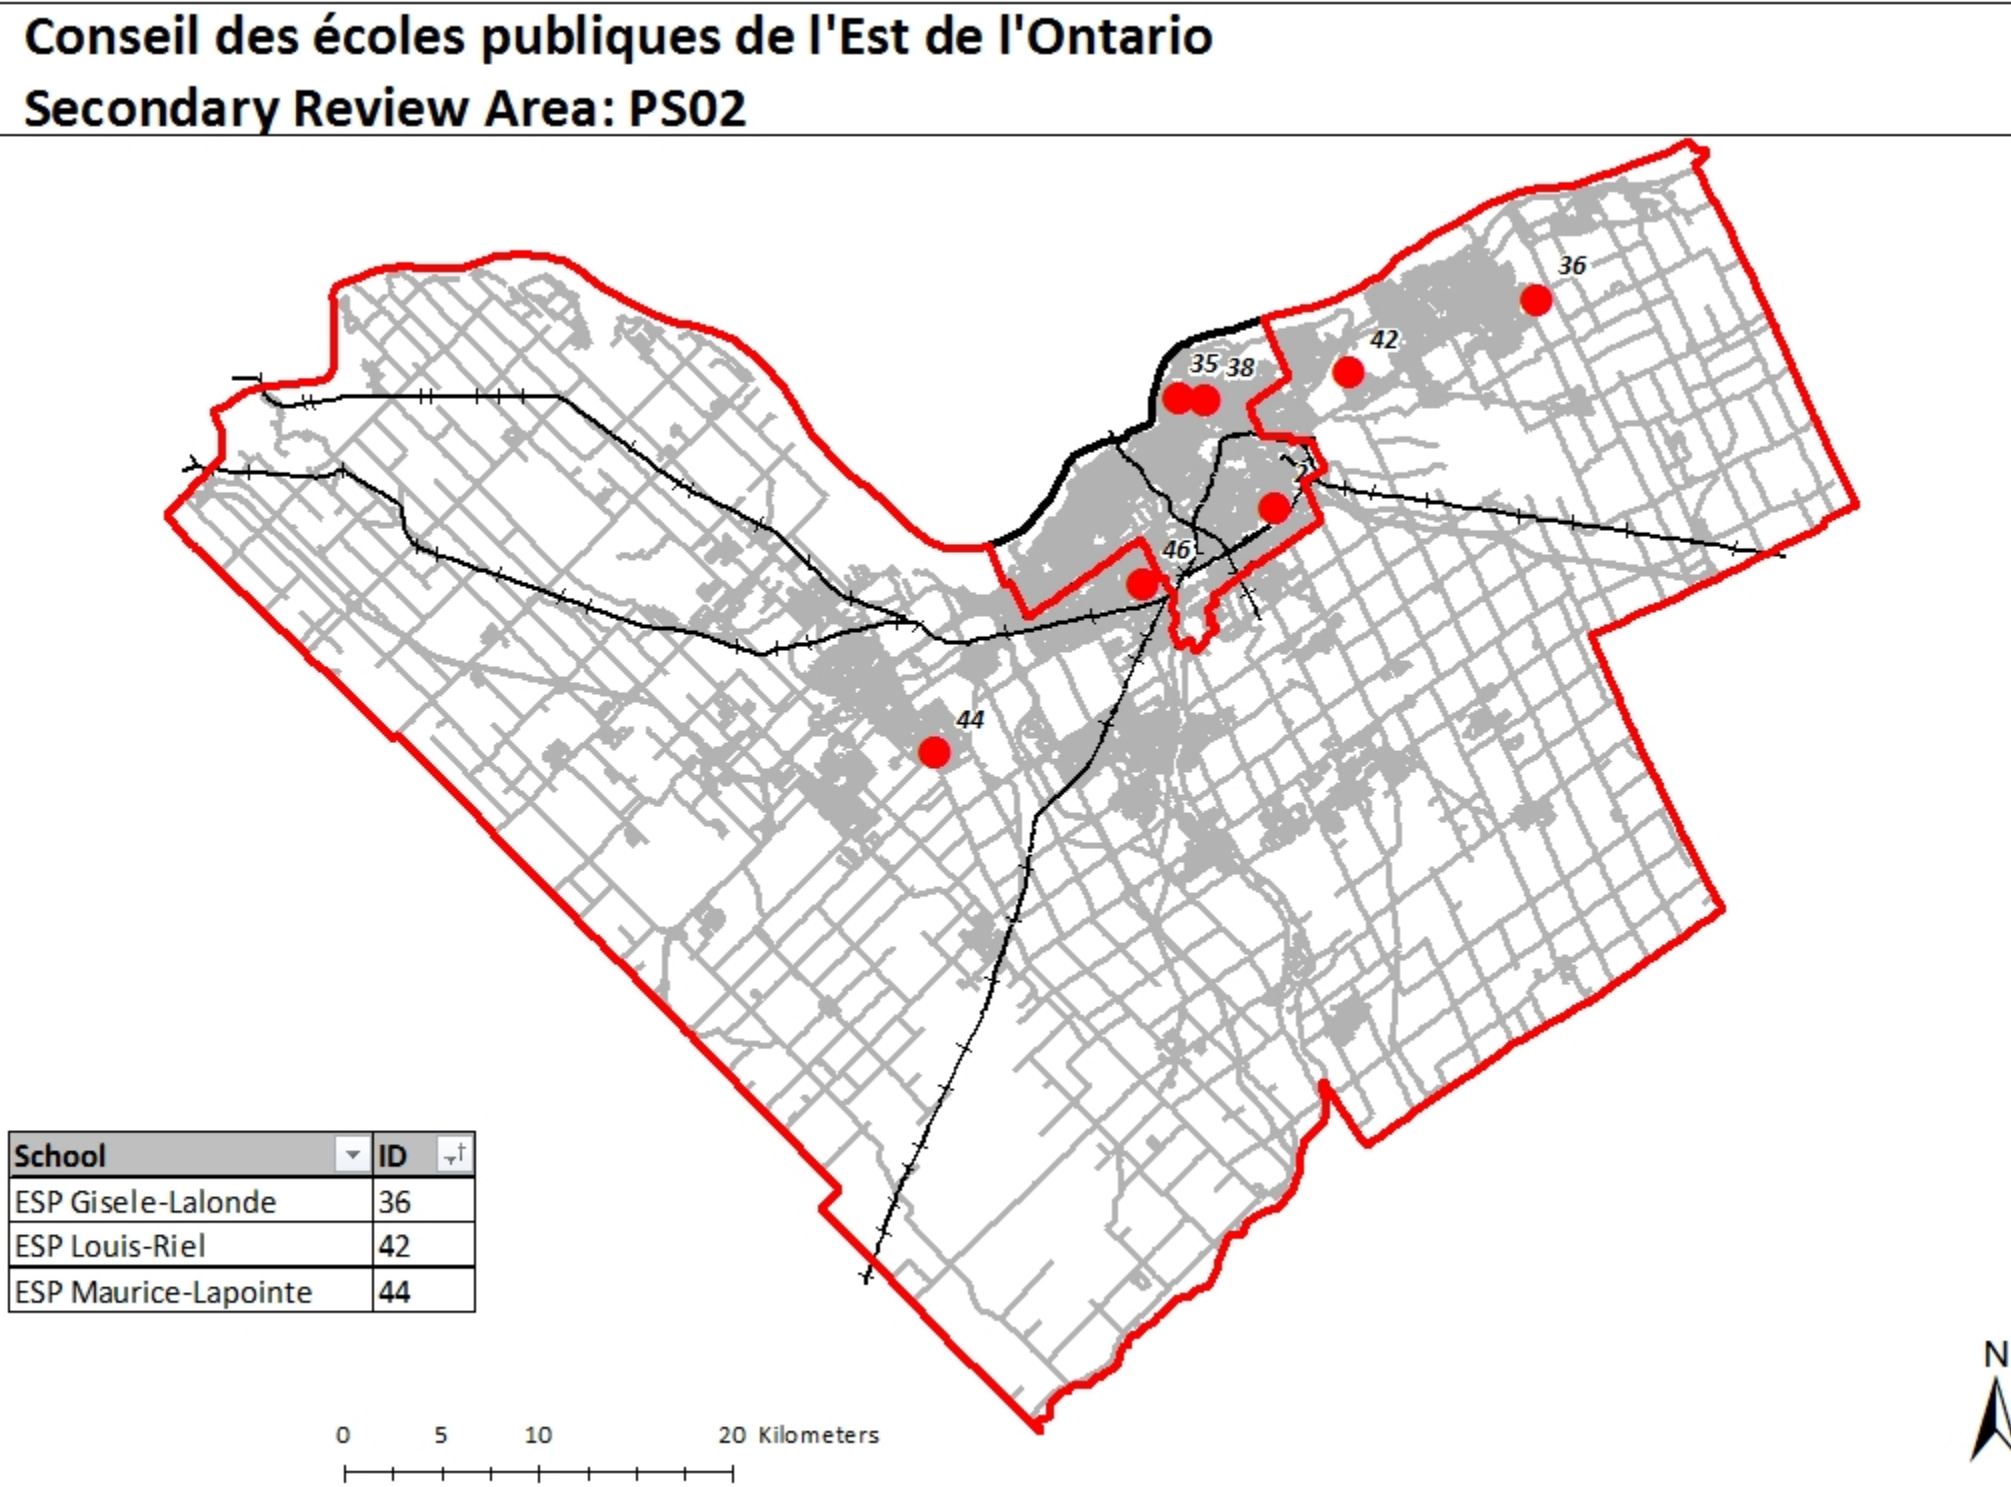 Conseil des écoles publiques de l'Est de l'Ontario
Secondary Review Area: PS02
36
42
35 38
2
46
44
School ID
ESP Gisele-Lalonde 36
ESP Louis-Riel 42
ESP Maurice-Lapointe 44
N
0 5 10 20 Kilometers